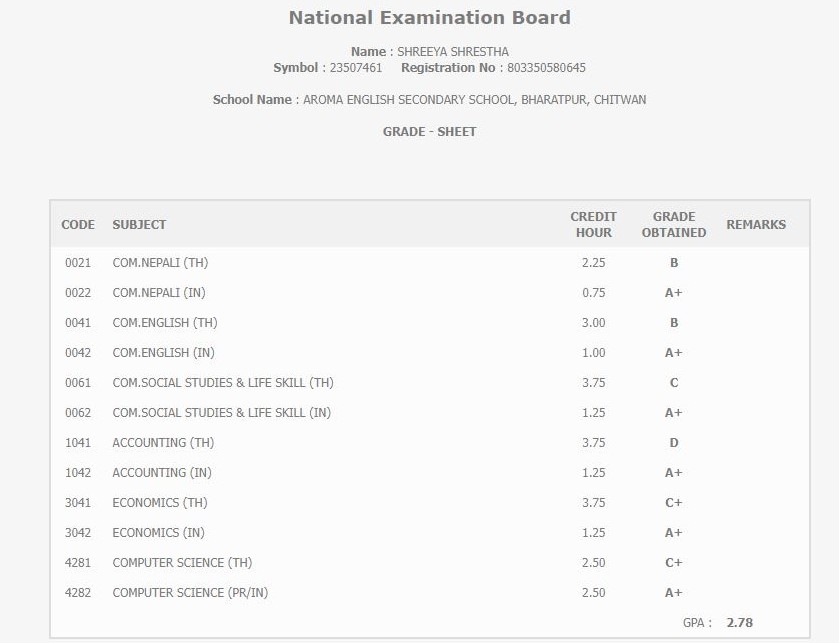 National Examination Board
Name : SHREEYA SHRESTHA
Symbol : 23507461 Registration No : 803350580645
School Name : AROMA ENGLISH SECONDARY SCHOOL, BHARATPUR, CHITWAN
GRADE - SHEET
CODE SUBJECT CREDIT HOUR GRADE OBTAINED REMARKS
0021 COM.NEPALI (TH) 2.25 B
0022 COM.NEPALI (IN) 0.75 A+
0041 COM.ENGLISH (TH) 3.00 B
0042 COM.ENGLISH (IN) 1.00 A+
0061 COM.SOCIAL STUDIES & LIFE SKILL (TH) 3.75 C
0062 COM.SOCIAL STUDIES & LIFE SKILL (IN) 1.25 A+
1041 ACCOUNTING (TH) 3.75 D
1042 ACCOUNTING (IN) 1.25 A+
3041 ECONOMICS (TH) 3.75 C+
3042 ECONOMICS (IN) 1.25 A+
4281 COMPUTER SCIENCE (TH) 2.50 C+
4282 COMPUTER SCIENCE (PR/IN) 2.50 A+
GPA : 2.78